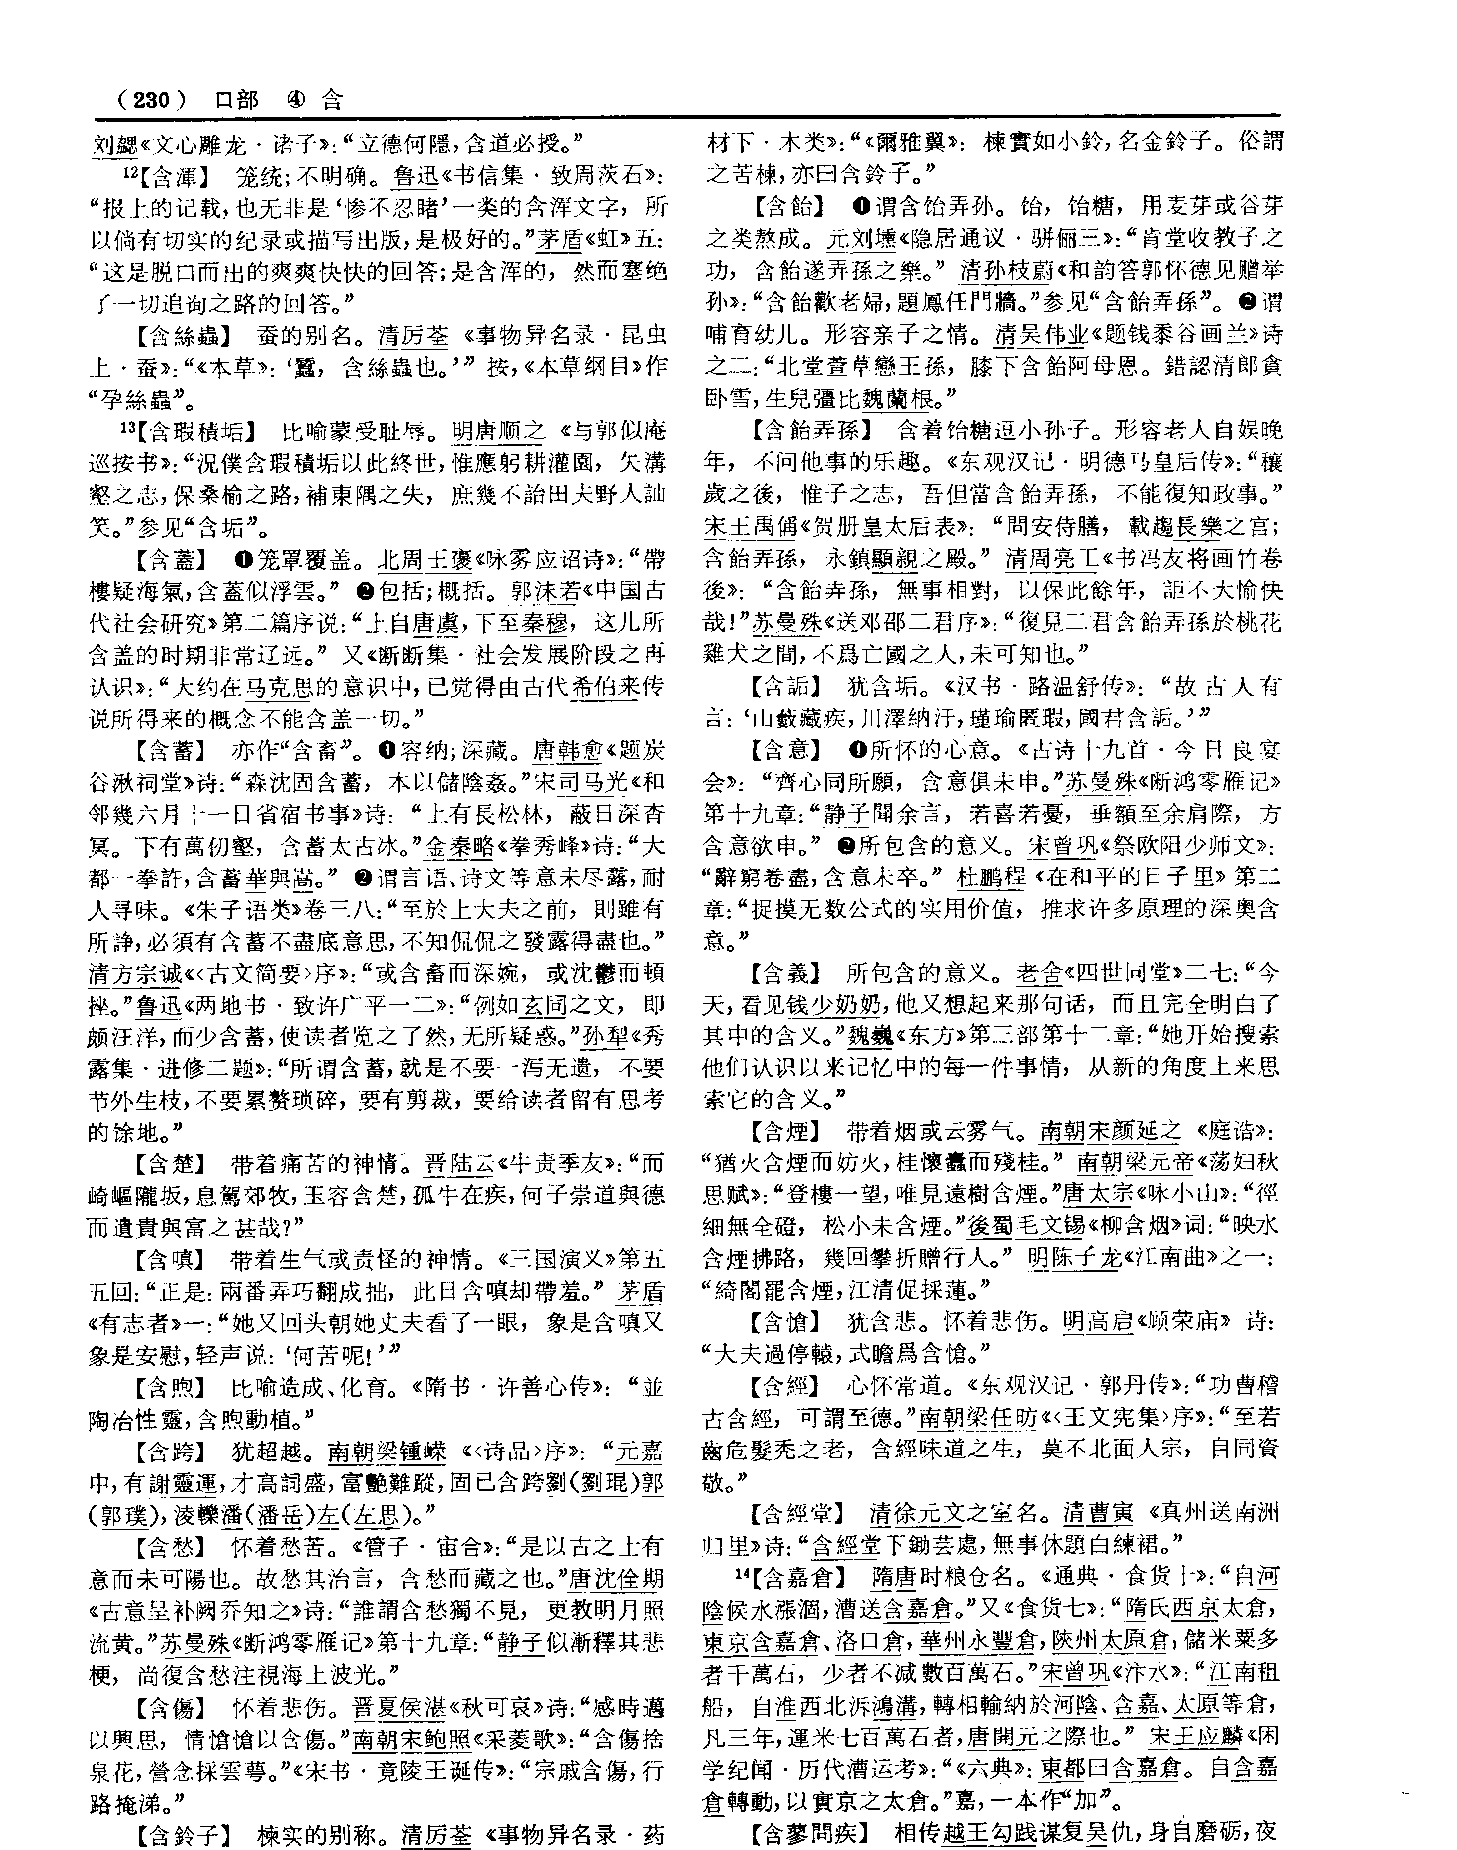 （230） 口部 ④ 含
刘勰《文心雕龙·诸子》：“立德何隱，含道必授。”
¹²【含渾】 笼统；不明确。鲁迅《书信集·致周茨石》：
“报上的记载，也无非是‘惨不忍睹’一类的含浑文字，所
以倘有切实的纪录或描写出版，是极好的。”茅盾《虹》五：
“这是脱口而出的爽爽快快的回答；是含浑的，然而塞绝
了一切追询之路的回答。”
【含絲蟲】 蚕的别名。清厉荃《事物异名录·昆虫
上·蚕》：“《本草》：‘蠶，含絲蟲也。’” 按，《本草纲目》作
“孕絲蟲”。
¹³【含瑕積垢】 比喻蒙受耻辱。明唐顺之《与郭似庵
巡按书》：“況僕含瑕積垢以此終世，惟應躬耕灌園，矢溝
壑之志，保桑榆之路，補東隅之失，庶幾不詒田夫野人訕
笑。”参见“含垢”。
【含蓋】 ❶笼罩覆盖。北周王褒《咏雾应诏诗》：“帶
樓疑海氣，含蓋似浮雲。” ❷包括；概括。郭沫若《中国古
代社会研究》第二篇序说：“上自唐虞，下至秦穆，这儿所
含盖的时期非常辽远。” 又《断断集·社会发展阶段之再
认识》：“大约在马克思的意识中，已觉得由古代希伯来传
说所得来的概念不能含盖一切。”
【含蓄】 亦作“含畜”。❶容纳；深藏。唐韩愈《题炭
谷湫祠堂》诗：“森沈固含蓄，本以儲陰姦。”宋司马光《和
邻幾六月十一日省宿书事》诗：“上有長松林，蔽日深杳
冥。下有萬仞壑，含蓄太古冰。”金秦略《拳秀峰》诗：“大
都一拳許，含蓄華與嵩。” ❷谓言语、诗文等意未尽露，耐
人寻味。《朱子语类》卷三八：“至於上大夫之前，則雖有
所諍，必須有含蓄不盡底意思，不如侃侃之發露得盡也。”
清方宗诚《〈古文简要〉序》：“或含畜而深婉，或沈鬱而頓
挫。”鲁迅《两地书·致许广平一二》：“例如玄同之文，即
颇汪洋，而少含蓄，使读者览之了然，无所疑惑。”孙犁《秀
露集·进修二题》：“所谓含蓄，就是不要一泻无遗，不要
节外生枝，不要累赘琐碎，要有剪裁，要给读者留有思考
的馀地。”
【含楚】 带着痛苦的神情。晋陆云《牛责季友》：“而
崎嶇隴坂，息駕郊牧，玉容含楚，孤牛在疾，何子崇道與德
而遺貴與富之甚哉？”
【含嗔】 带着生气或责怪的神情。《三国演义》第五
五回：“正是：兩番弄巧翻成拙，此日含嗔却帶羞。” 茅盾
《有志者》一：“她又回头朝她丈夫看了一眼，象是含嗔又
象是安慰，轻声说：‘何苦呢！’”
【含煦】 比喻造成、化育。《隋书·许善心传》：“並
陶冶性靈，含煦動植。”
【含跨】 犹超越。南朝梁锺嵘《〈诗品〉序》：“元嘉
中，有謝靈運，才高詞盛，富艷難蹤，固已含跨劉（劉琨）郭
（郭璞），淩轢潘（潘岳）左（左思）。”
【含愁】 怀着愁苦。《管子·宙合》：“是以古之士有
意而未可陽也。故愁其治言，含愁而藏之也。”唐沈佺期
《古意呈补阙乔知之》诗：“誰謂含愁獨不見，更教明月照
流黄。”苏曼殊《断鸿零雁记》第十九章：“静子似漸釋其悲
梗，尚復含愁注視海上波光。”
【含傷】 怀着悲伤。晋夏侯湛《秋可哀》诗：“感時邁
以興思，情愴愴以含傷。”南朝宋鲍照《采菱歌》：“含傷捨
泉花，營念採雲萼。”《宋书·竟陵王诞传》：“宗戚含傷，行
路掩涕。”
【含鈴子】 楝实的别称。清厉荃《事物异名录·药
材下·木类》：“《爾雅翼》：楝實如小鈴，名金鈴子。俗謂
之苦楝，亦曰含鈴子。”
【含飴】 ❶谓含饴弄孙。饴，饴糖，用麦芽或谷芽
之类熬成。元刘壎《隐居通议·骈俪三》：“肯堂收教子之
功，含飴遂弄孫之樂。” 清孙枝蔚《和韵答郭怀德见赠举
孙》：“含飴歡老婦，題鳳任門牆。”参见“含飴弄孫”。❷谓
哺育幼儿。形容亲子之情。清吴伟业《题钱黍谷画兰》诗
之二：“北堂萱草戀王孫，膝下含飴阿母恩。錯認清郎貪
卧雪，生兒彊比魏蘭根。”
【含飴弄孫】 含着饴糖逗小孙子。形容老人自娱晚
年，不问他事的乐趣。《东观汉记·明德马皇后传》：“穰
歲之後，惟子之志，吾但當含飴弄孫，不能復知政事。”
宋王禹偁《贺册皇太后表》：“問安侍膳，載趨長樂之宫；
含飴弄孫，永鎮顯親之殿。” 清周亮工《书冯友将画竹卷
後》：“含飴弄孫，無事相對，以保此餘年，詎不大愉快
哉！”苏曼殊《送邓邵二君序》：“復見二君含飴弄孫於桃花
雞犬之間，不爲亡國之人，未可知也。”
【含詬】 犹含垢。《汉书·路温舒传》：“故古人有
言：‘山藪藏疾，川澤納汙，瑾瑜匿瑕，國君含詬。’”
【含意】 ❶所怀的心意。《古诗十九首·今日良宴
会》：“齊心同所願，含意俱未申。”苏曼殊《断鸿零雁记》
第十九章：“静子聞余言，若喜若憂，垂額至余肩際，方
含意欲申。” ❷所包含的意义。宋曾巩《祭欧阳少师文》：
“辭窮卷盡，含意未卒。” 杜鹏程《在和平的日子里》第二
章：“捉摸无数公式的实用价值，推求许多原理的深奥含
意。”
【含義】 所包含的意义。老舍《四世同堂》二七：“今
天，看见钱少奶奶，他又想起来那句话，而且完全明白了
其中的含义。”魏巍《东方》第三部第十二章：“她开始搜索
他们认识以来记忆中的每一件事情，从新的角度上来思
索它的含义。”
【含煙】 带着烟或云雾气。南朝宋颜延之《庭诰》：
“猶火含煙而妨火，桂懷蠹而殘桂。” 南朝梁元帝《荡妇秋
思赋》：“登樓一望，唯見遠樹含煙。”唐太宗《咏小山》：“徑
細無全磴，松小未含煙。”後蜀毛文锡《柳含烟》词：“映水
含煙拂路，幾回攀折贈行人。” 明陈子龙《江南曲》之一：
“綺閣罷含煙，江清促採蓮。”
【含愴】 犹含悲。怀着悲伤。明高启《顾荣庙》诗：
“大夫過停轅，式瞻爲含愴。”
【含經】 心怀常道。《东观汉记·郭丹传》：“功曹稽
古含經，可謂至德。”南朝梁任昉《〈王文宪集〉序》：“至若
齒危髮秃之老，含經味道之生，莫不北面人宗，自同資
敬。”
【含經堂】 清徐元文之室名。清曹寅《真州送南洲
归里》诗：“含經堂下鋤芸處，無事休題白練裙。”
¹⁴【含嘉倉】 隋唐时粮仓名。《通典·食货十》：“自河
陰候水漲涸，漕送含嘉倉。”又《食货七》：“隋氏西京太倉，
東京含嘉倉、洛口倉，華州永豐倉，陝州太原倉，儲米粟多
者千萬石，少者不减數百萬石。”宋曾巩《汴水》：“江南租
船，自淮西北泝鴻溝，轉相輸納於河陰、含嘉、太原等倉，
凡三年，運米七百萬石者，唐開元之際也。” 宋王应麟《困
学纪闻·历代漕运考》：“《六典》：東都曰含嘉倉。自含嘉
倉轉動，以實京之太倉。”嘉，一本作“加”。
【含蓼問疾】 相传越王勾践谋复吴仇，身自磨砺，夜